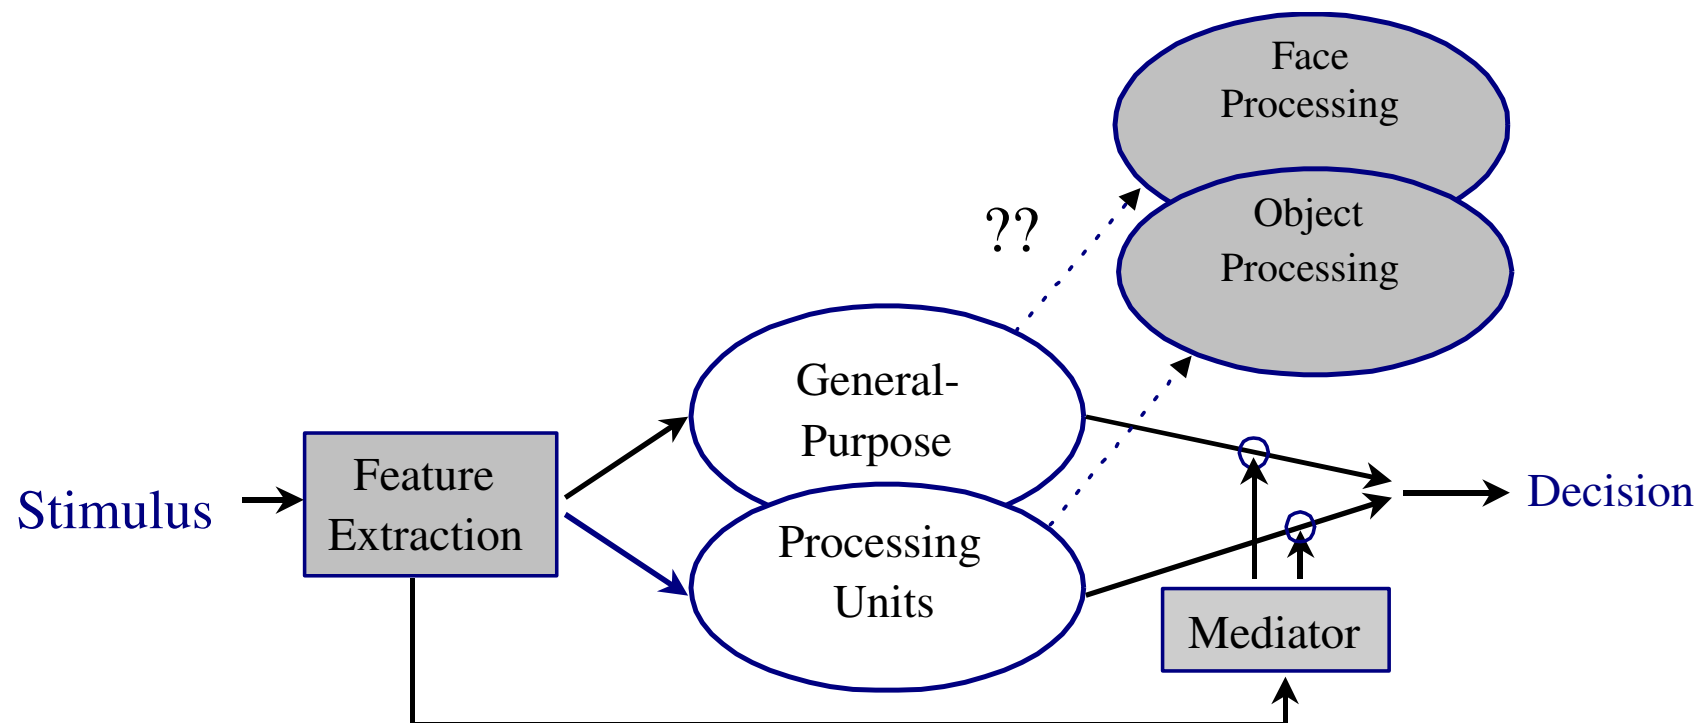 Face
Processing
Object
Processing
??
General-
Purpose
Processing
Units
Feature
Extraction
Stimulus
Decision
Mediator